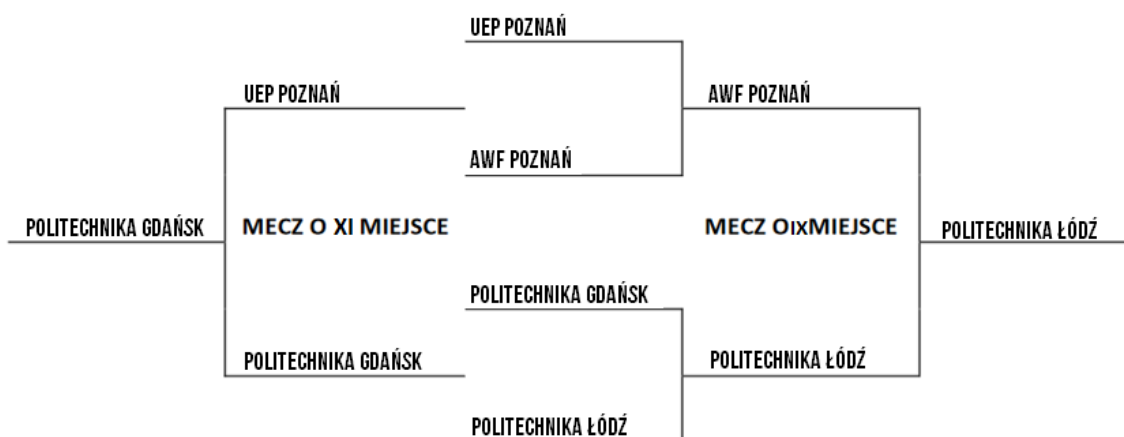 UEP POZNAŃ
UEP POZNAŃ
AWF POZNAŃ
AWF POZNAŃ
POLITECHNIKA GDAŃSK
MECZ O XI MIEJSCE
MECZ OIXMIEJSCE
POLITECHNIKA ŁÓDŹ
POLITECHNIKA GDAŃSK
POLITECHNIKA GDAŃSK
POLITECHNIKA ŁÓDŹ
POLITECHNIKA ŁÓDŹ